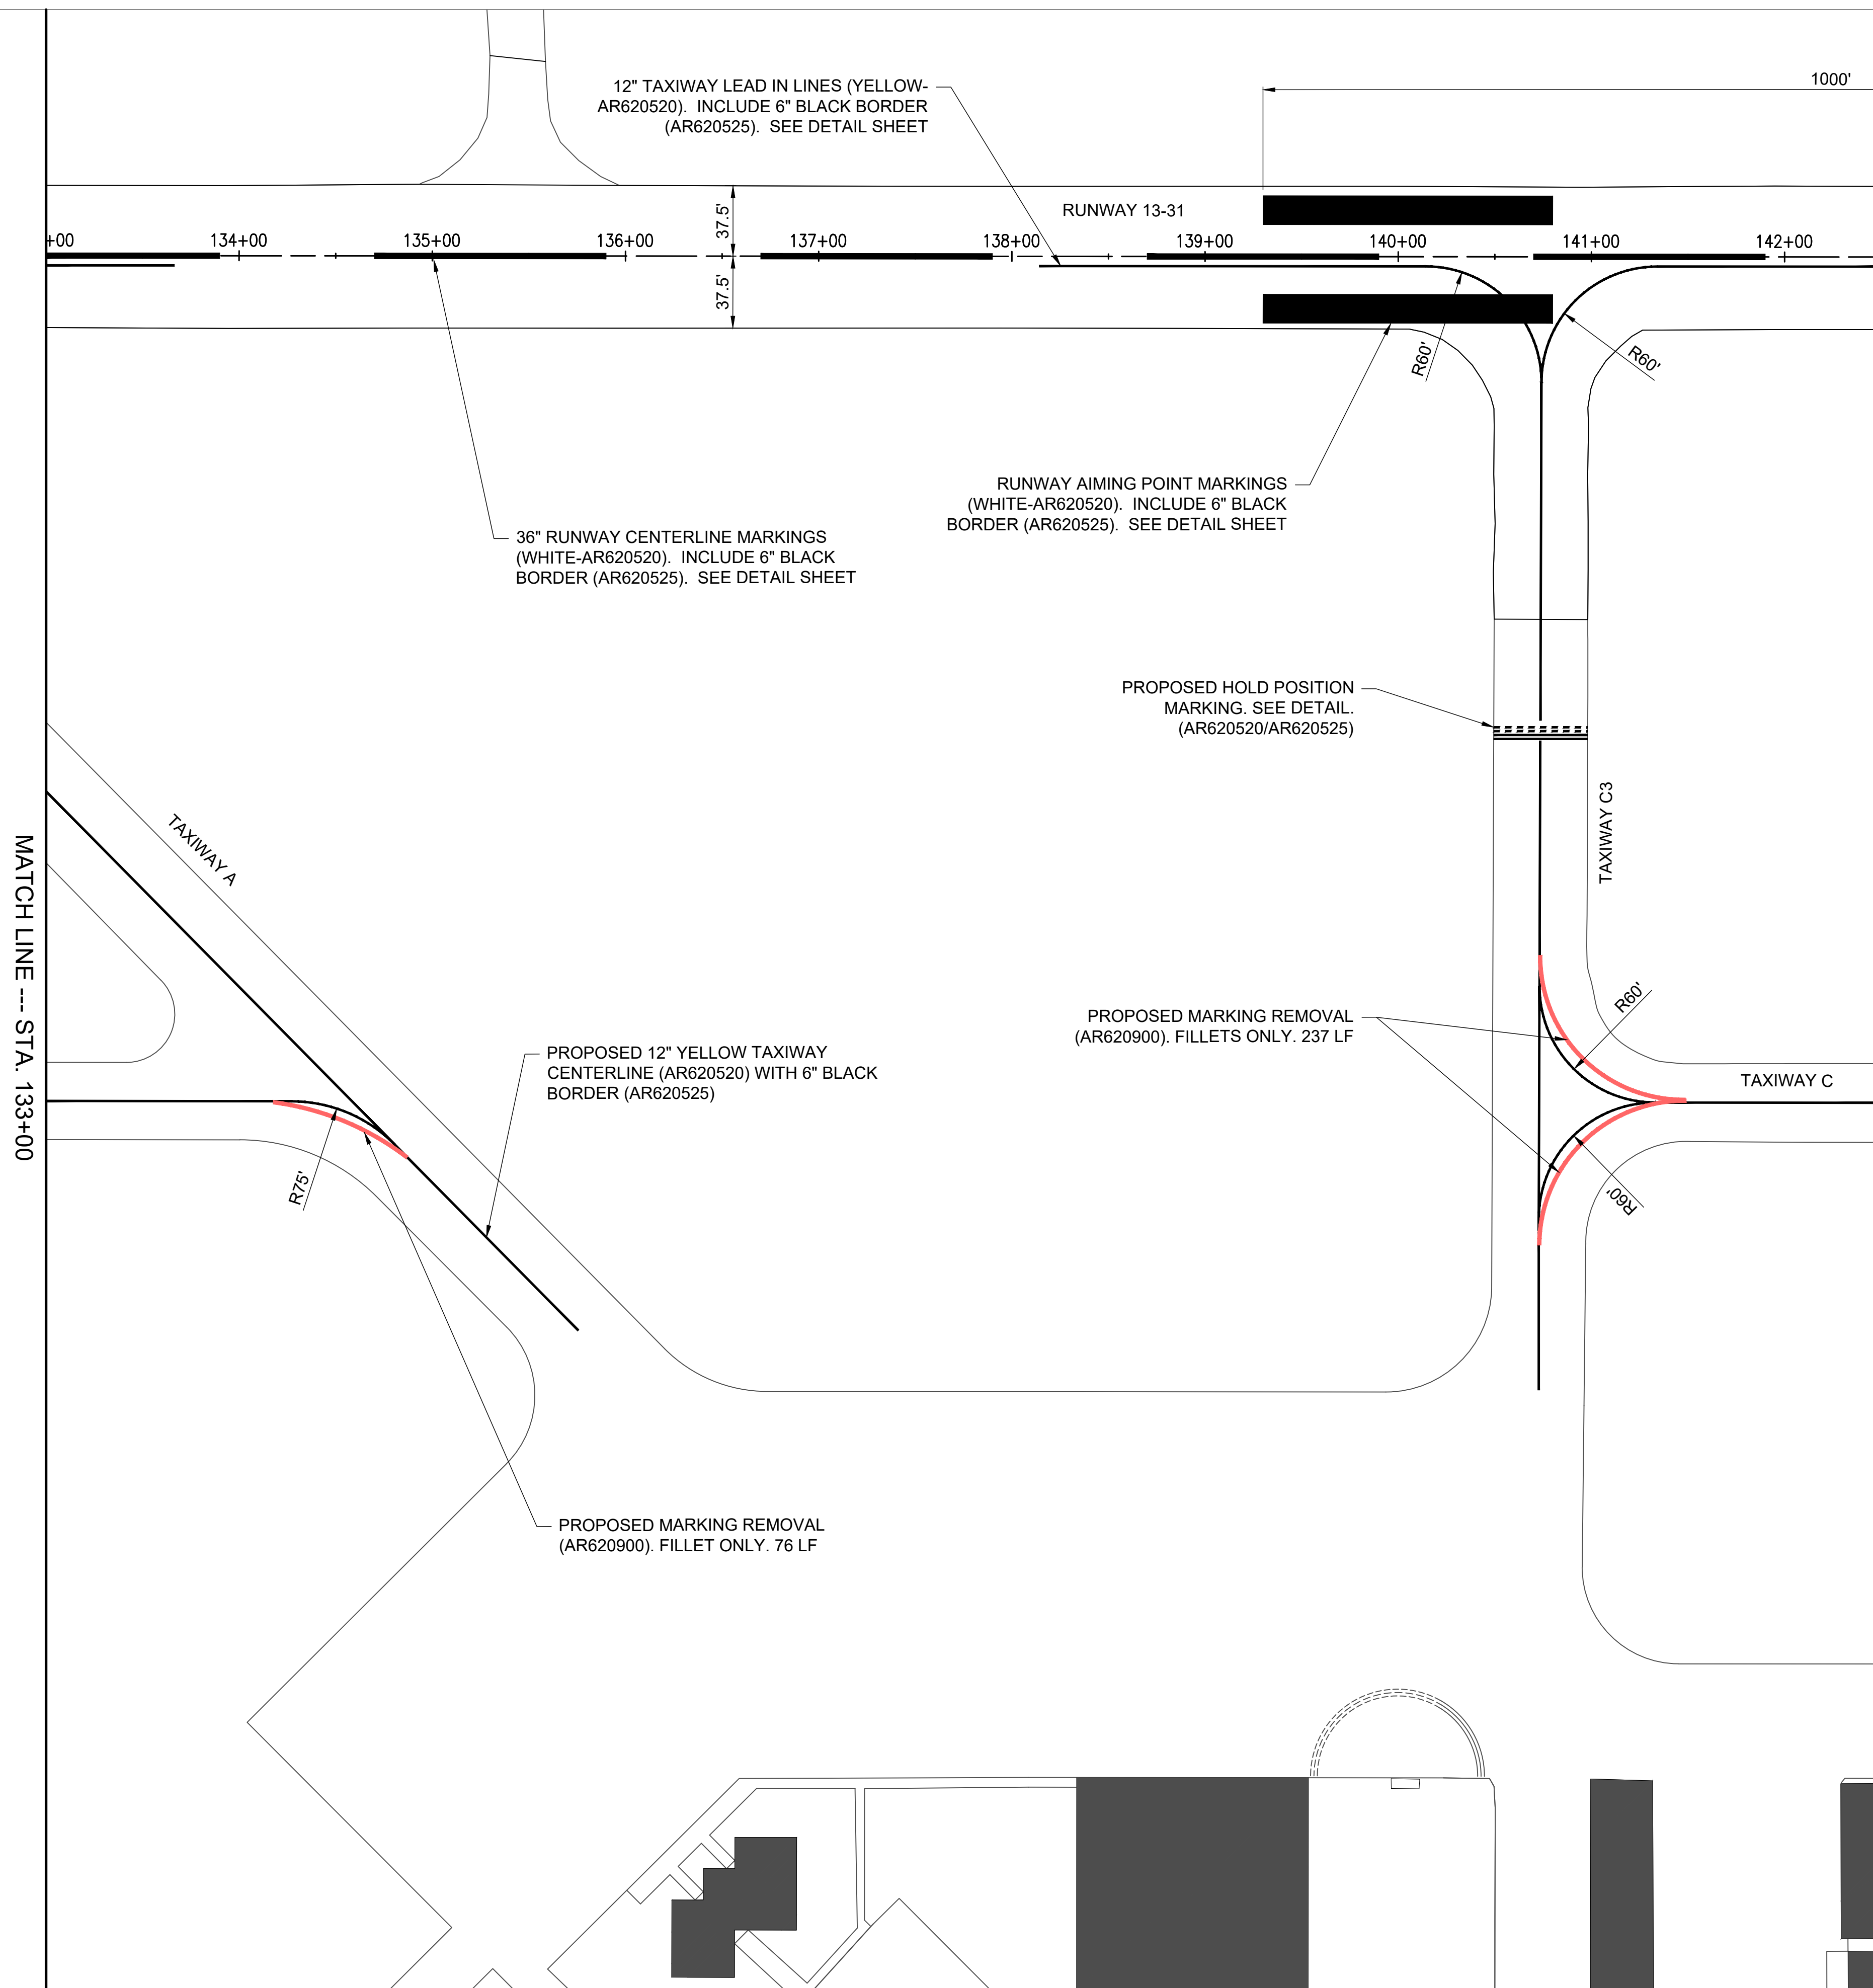 1000'
12" TAXIWAY LEAD IN LINES (YELLOW-
AR620520).  INCLUDE 6" BLACK BORDER
(AR620525).  SEE DETAIL SHEET
37.5'
RUNWAY 13-31
+00
134+00
135+00
136+00
137+00
138+00
139+00
140+00
141+00
142+00
37.5'
R60'
R60'
RUNWAY AIMING POINT MARKINGS
(WHITE-AR620520).  INCLUDE 6" BLACK
BORDER (AR620525).  SEE DETAIL SHEET
36" RUNWAY CENTERLINE MARKINGS
(WHITE-AR620520).  INCLUDE 6" BLACK
BORDER (AR620525).  SEE DETAIL SHEET
PROPOSED HOLD POSITION
MARKING. SEE DETAIL.
(AR620520/AR620525)
TAXIWAY C3
TAXIWAY A
MATCH LINE --- STA. 133+00
R60'
PROPOSED MARKING REMOVAL
(AR620900). FILLETS ONLY. 237 LF
PROPOSED 12" YELLOW TAXIWAY
CENTERLINE (AR620520) WITH 6" BLACK
BORDER (AR620525)
TAXIWAY C
R75'
R60'
PROPOSED MARKING REMOVAL
(AR620900). FILLET ONLY. 76 LF